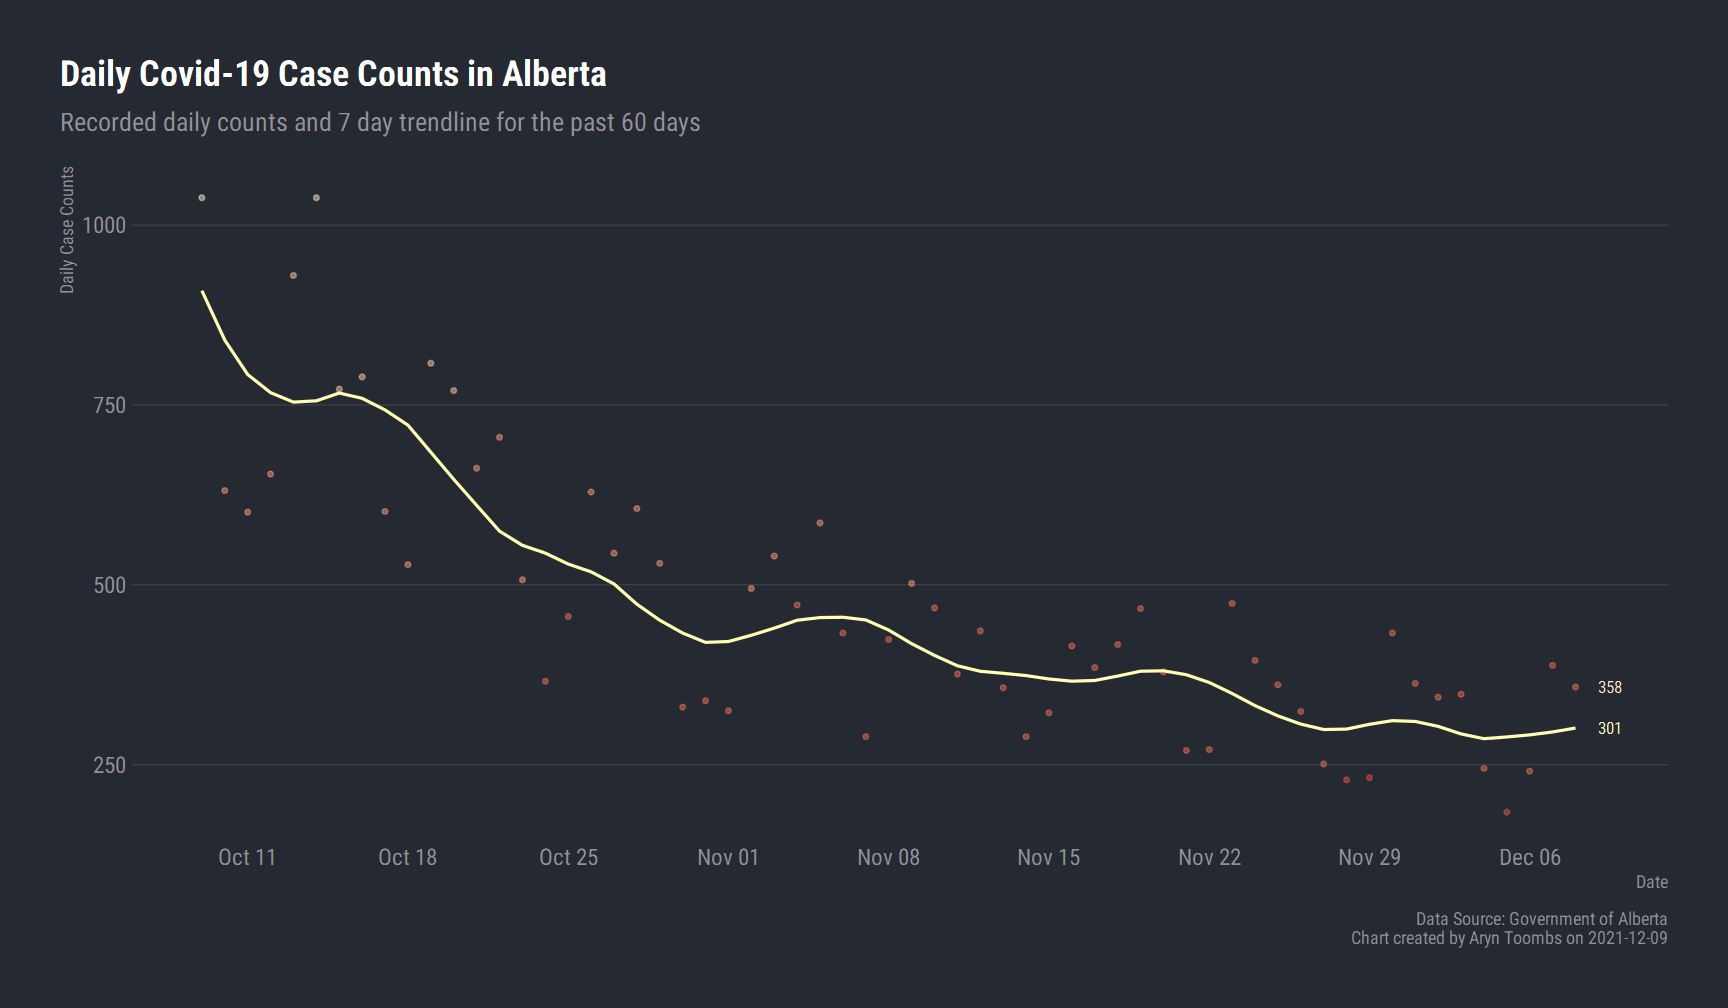 Daily Covid-19 Case Counts in Alberta
Recorded daily counts and 7 day trendline for the past 60 days
Daily Case Counts
1000
750
500
250
358
301
Oct 11
Oct 18
Oct 25
Nov 01
Nov 08
Nov 15
Nov 22
Nov 29
Dec 06
Date
Data Source: Government of Alberta
Chart created by Aryn Toombs on 2021-12-09